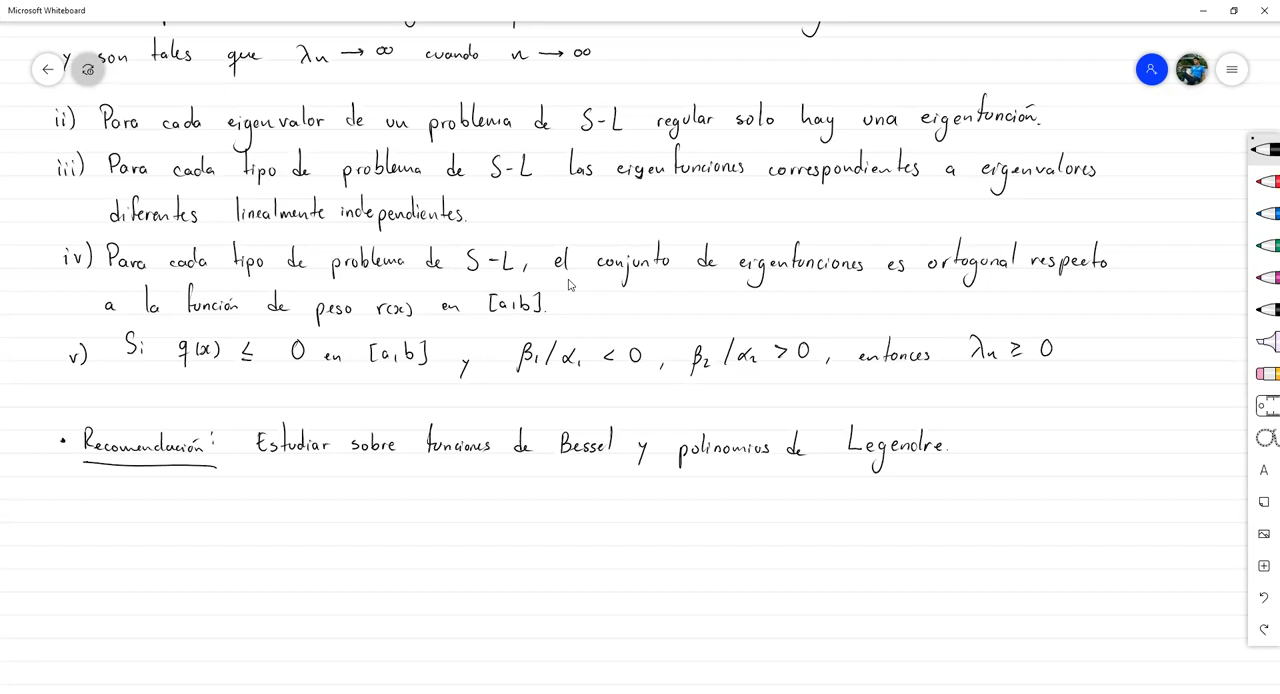 Microsoft Whiteboard
y son tales que λn → ∞ cuando n → ∞
ii) Para cada eigenvalor de un problema de S-L regular solo hay una eigenfunción.
iii) Para cada tipo de problema de S-L las eigenfunciones correspondientes a eigenvalores
diferentes linealmente independientes.
iv) Para cada tipo de problema de S-L, el conjunto de eigenfunciones es ortogonal respecto
a la función de peso r(x) en [a,b].
v) Si q(x) ≤ 0 en [a,b] y β1/α1 < 0, β2/α2 > 0, entonces λn ≥ 0
• Recomendación: Estudiar sobre funciones de Bessel y polinomios de Legendre.